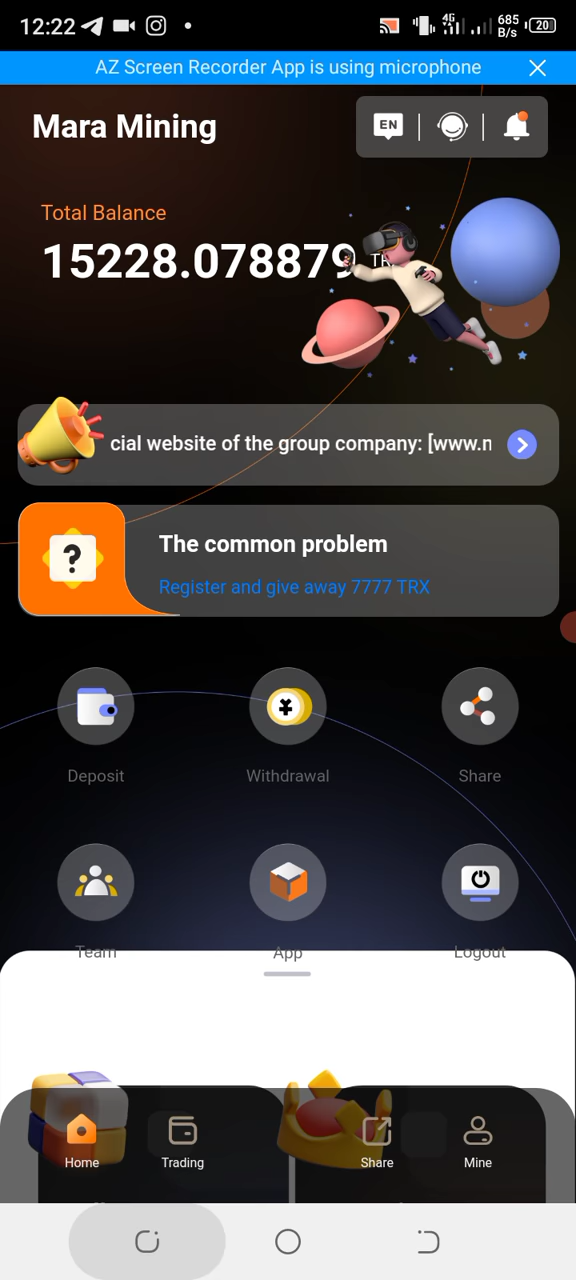 12:22
4G
685
B/s
20
AZ Screen Recorder App is using microphone
Mara Mining
EN
Total Balance
15228.078879
cial website of the group company: [www.
?
The common problem
Register and give away 7777 TRX
Deposit
Withdrawal
Share
Team
App
Logout
Home
Trading
Share
Mine